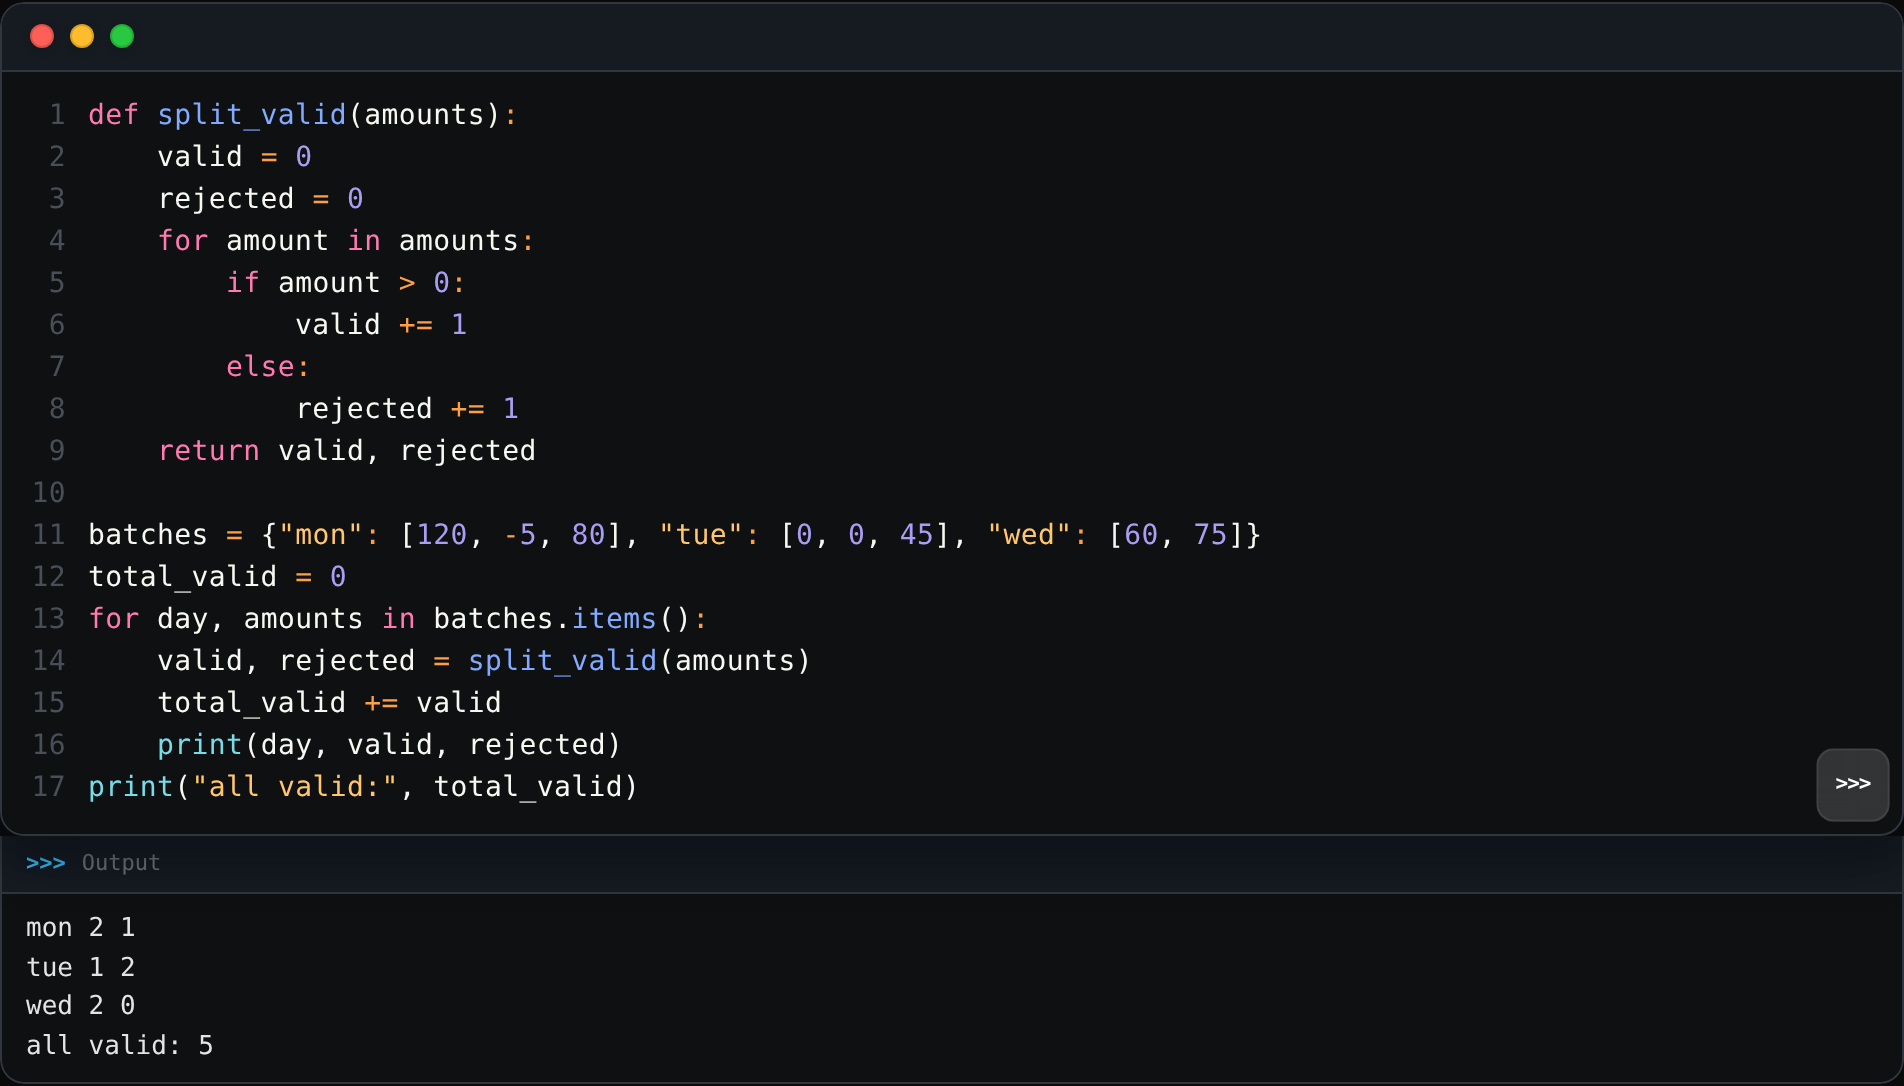 1 def split_valid(amounts):
2     valid = 0
3     rejected = 0
4     for amount in amounts:
5         if amount > 0:
6             valid += 1
7         else:
8             rejected += 1
9     return valid, rejected
10
11 batches = {"mon": [120, -5, 80], "tue": [0, 0, 45], "wed": [60, 75]}
12 total_valid = 0
13 for day, amounts in batches.items():
14     valid, rejected = split_valid(amounts)
15     total_valid += valid
16     print(day, valid, rejected)
17 print("all valid:", total_valid)
>>>
>>> Output
mon 2 1
tue 1 2
wed 2 0
all valid: 5